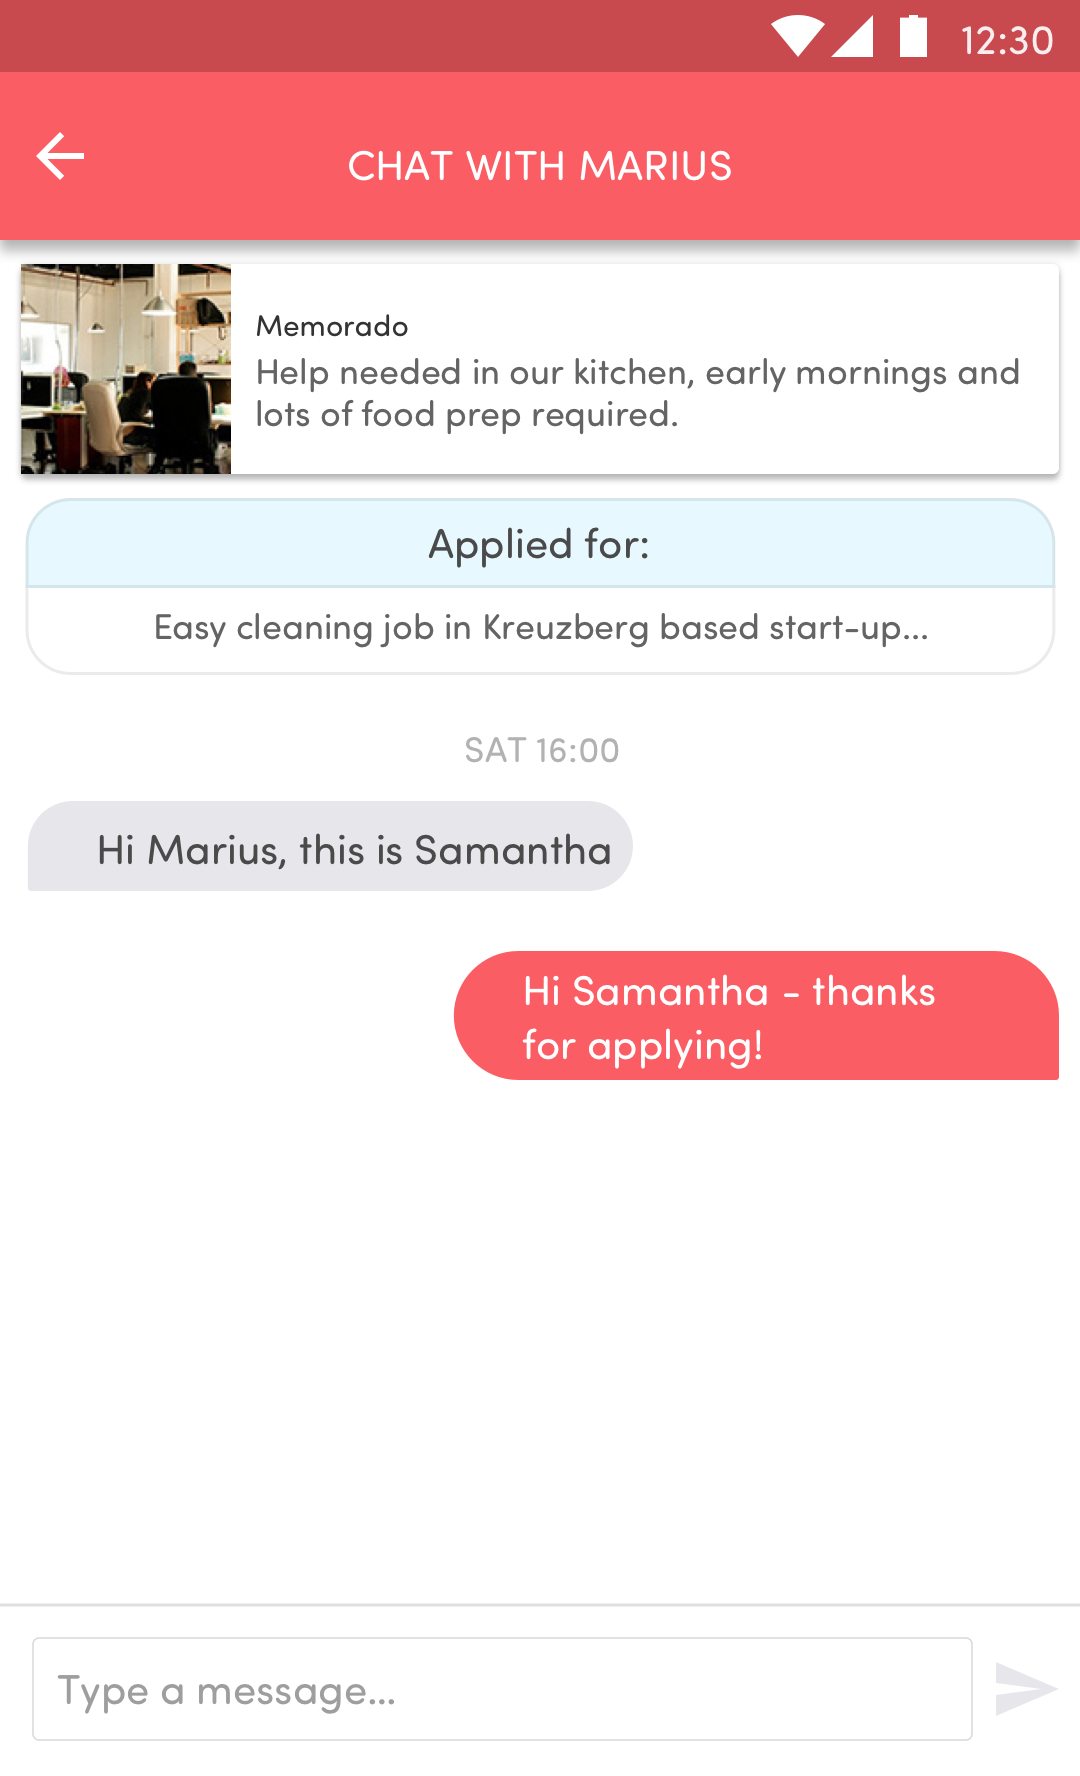 12:30
CHAT WITH MARIUS
Memorado
Help needed in our kitchen, early mornings and
lots of food prep required.
Applied for:
Easy cleaning job in Kreuzberg based start-up...
SAT 16:00
Hi Marius, this is Samantha
Hi Samantha - thanks
for applying!
Type a message...